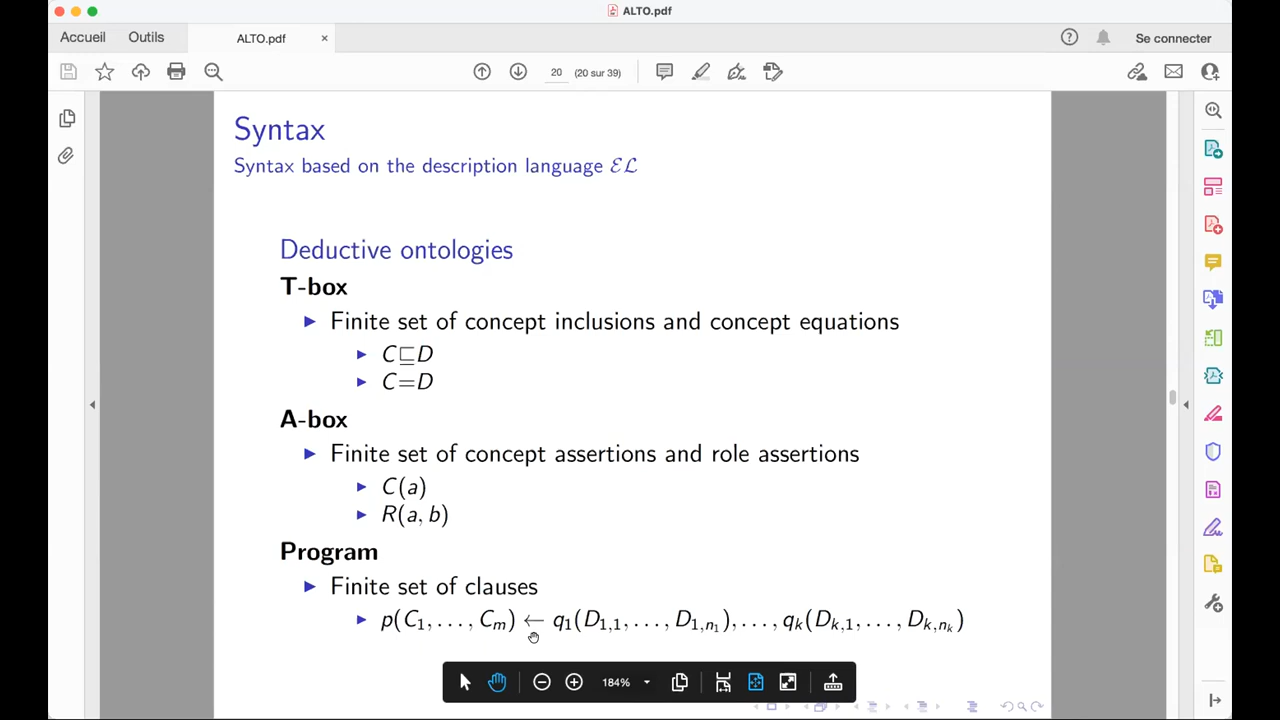 ALTO.pdf
Accueil Outils ALTO.pdf × Se connecter
20 (20 sur 39)
Syntax
Syntax based on the description language ℰℒ
Deductive ontologies
T-box
▶ Finite set of concept inclusions and concept equations
▶ C⊑D
▶ C=D
A-box
▶ Finite set of concept assertions and role assertions
▶ C(a)
▶ R(a, b)
Program
▶ Finite set of clauses
▶ p(C₁, . . . , Cₘ) ← q₁(D₁,₁, . . . , D₁,ₙ₁), . . . , qₖ(Dₖ,₁, . . . , Dₖ,ₙₖ)
184%